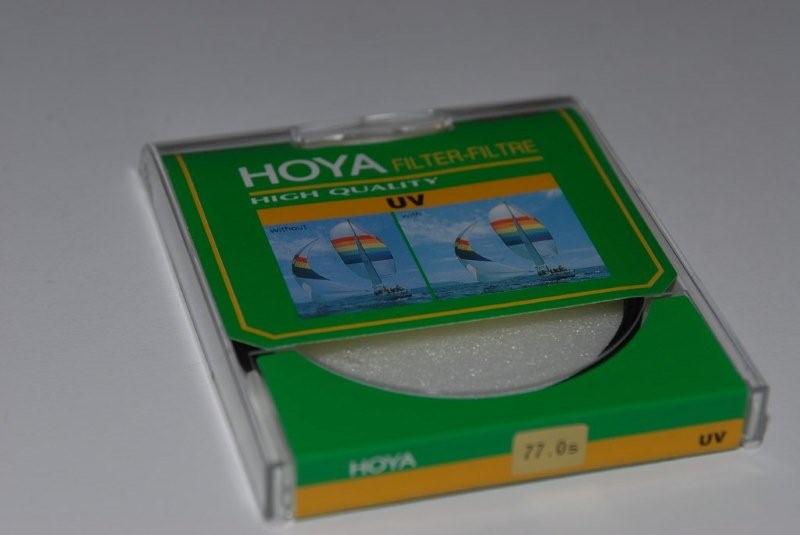 HOYA FILTER-FILTRE
HIGH QUALITY
UV
without
with
HOYA
77.0s
UV